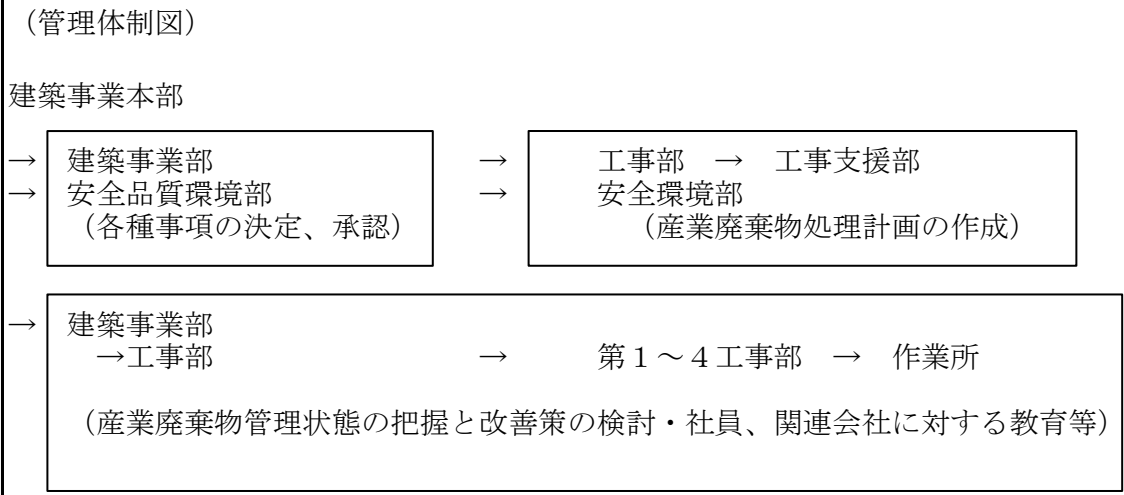 （管理体制図）
建築事業本部
→ 建築事業部 → 工事部 → 工事支援部
→ 安全品質環境部 → 安全環境部
（各種事項の決定、承認） （産業廃棄物処理計画の作成）
→ 建築事業部
→工事部 → 第１～４工事部 → 作業所
（産業廃棄物管理状態の把握と改善策の検討・社員、関連会社に対する教育等）